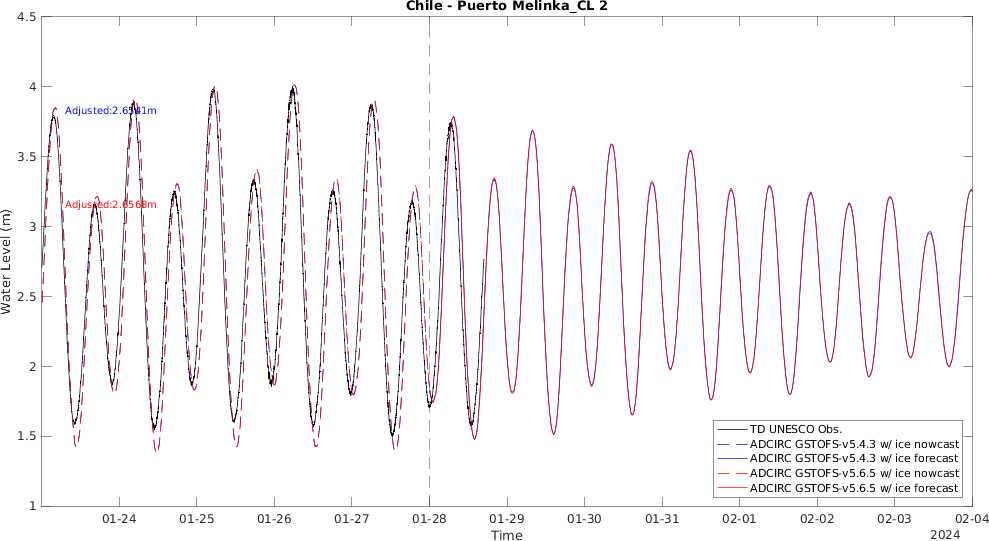 Chile - Puerto Melinka_CL 2
4.5
4
3.5
3
2.5
2
1.5
1
Water Level (m)
Adjusted:2.6541m
Adjusted:2.6568m
TD UNESCO Obs.
ADCIRC GSTOFS-v5.4.3 w/ ice nowcast
ADCIRC GSTOFS-v5.4.3 w/ ice forecast
ADCIRC GSTOFS-v5.6.5 w/ ice nowcast
ADCIRC GSTOFS-v5.6.5 w/ ice forecast
01-24 01-25 01-26 01-27 01-28 01-29 01-30 01-31 02-01 02-02 02-03 02-04
Time
2024